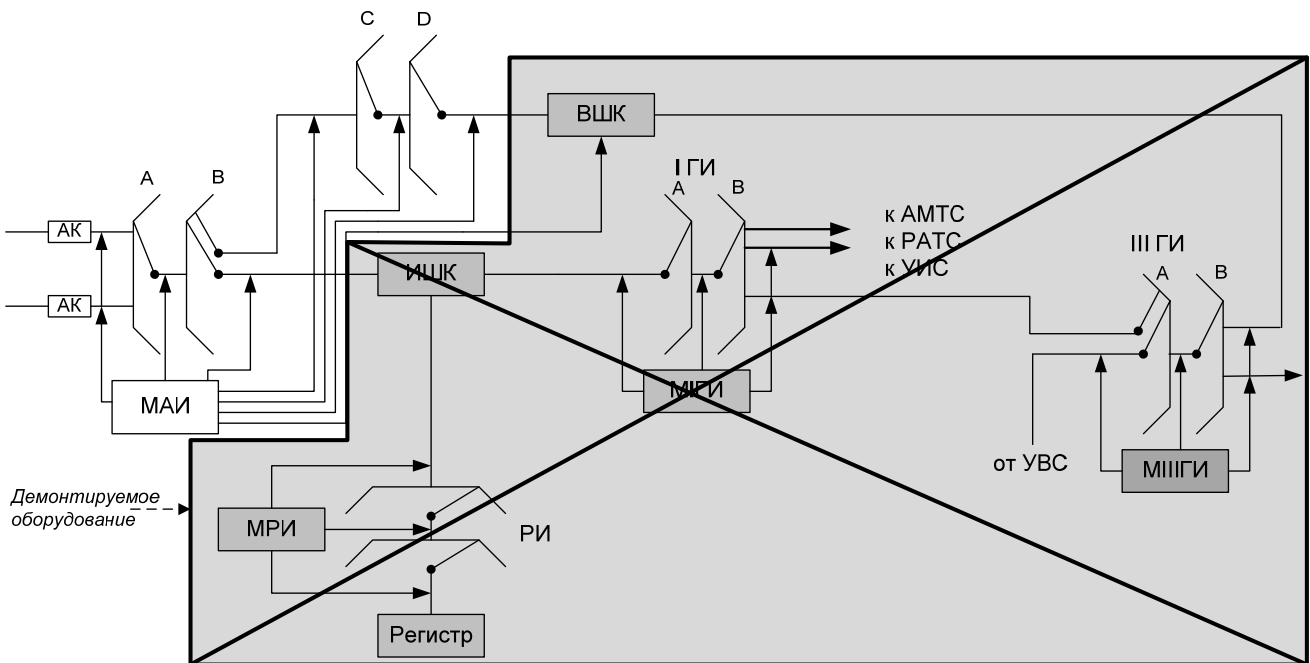 C D
ВШК
I ГИ
A B
A B
АК
к АМТС
к РАТС
к УИС
III ГИ
A B
ИШК
АК
МАИ
МIГИ
от УВС
МIIIГИ
Демонтируемое
оборудование
МРИ
РИ
Регистр